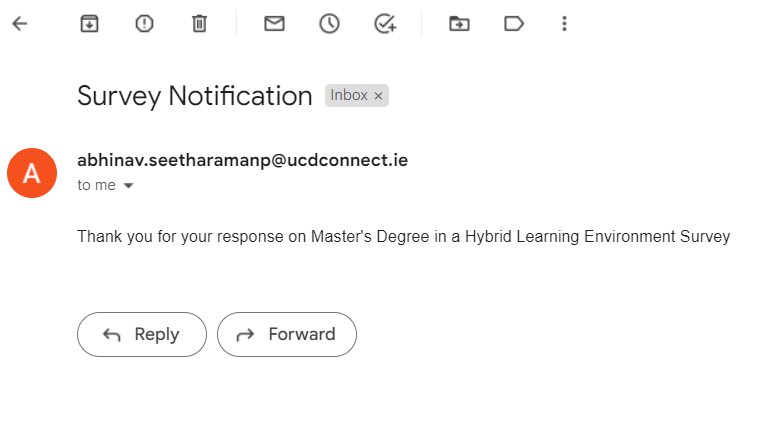 Survey Notification Inbox ×
A abhinav.seetharamanp@ucdconnect.ie
to me
Thank you for your response on Master's Degree in a Hybrid Learning Environment Survey
Reply Forward